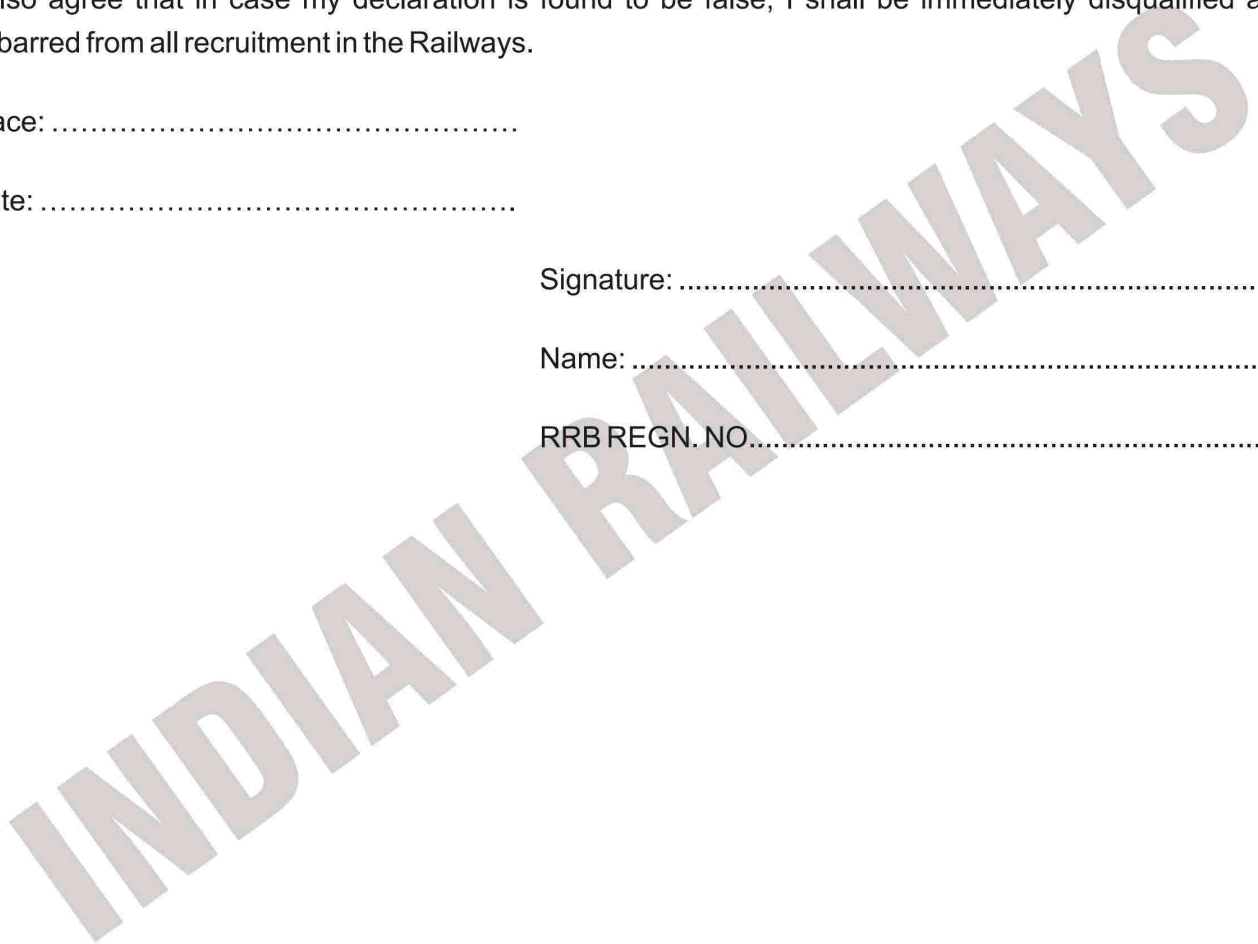 so agree that in case my declaration is found to be false, I shall be immediately disqualified a
barred from all recruitment in the Railways.
ace: ................................................
te: .................................................
Signature: ........................................................................
Name: ..............................................................................
RRB REGN. NO................................................................
INDIAN RAILWAYS